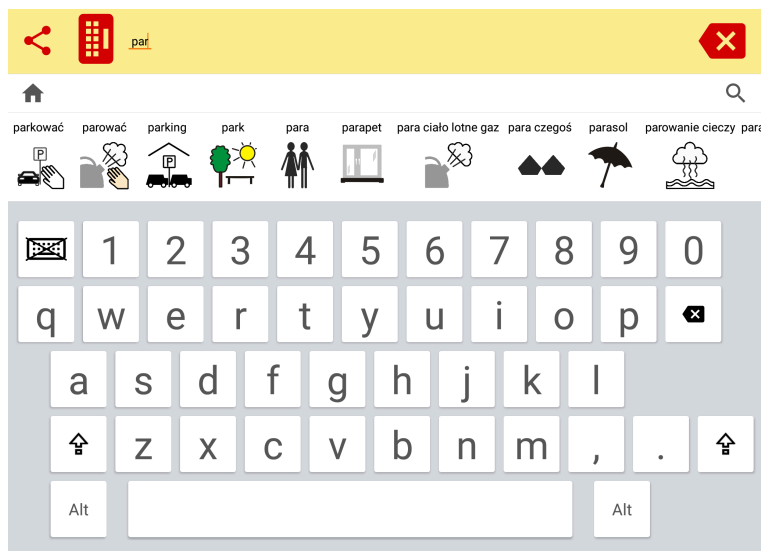 par
parkować parować parking park para parapet para ciało lotne gaz para czegoś parasol parowanie cieczy para
P P
1 2 3 4 5 6 7 8 9 0
q w e r t y u i o p
a s d f g h j k l
z x c v b n m , .
Alt Alt